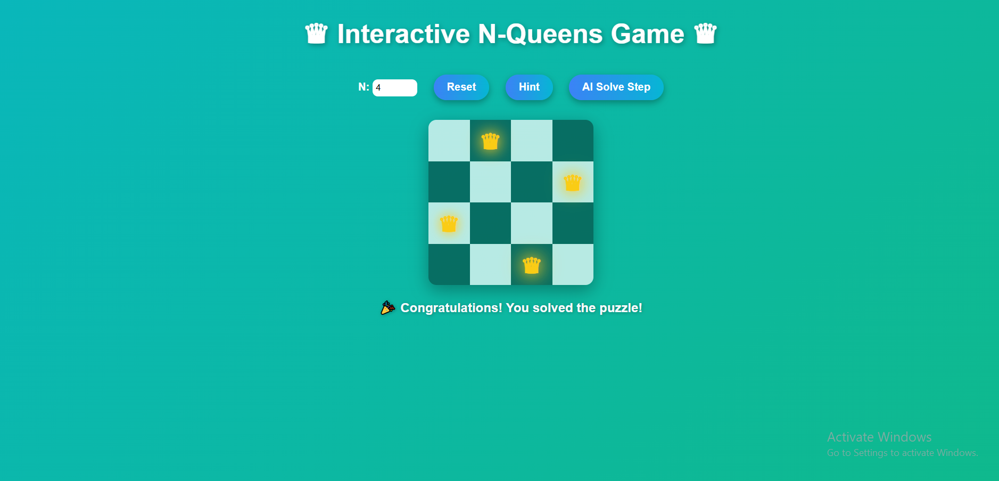 ♛ Interactive N-Queens Game ♛
N: 4 Reset Hint AI Solve Step
🎉 Congratulations! You solved the puzzle!
Activate Windows
Go to Settings to activate Windows.